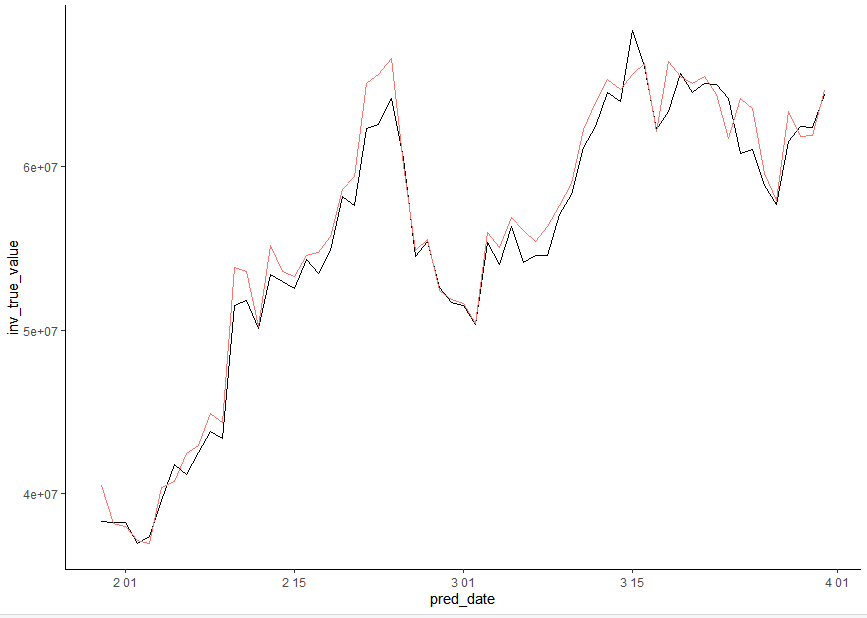 inv_true_value
6e+07
5e+07
4e+07
2 01
2 15
3 01
3 15
4 01
pred_date